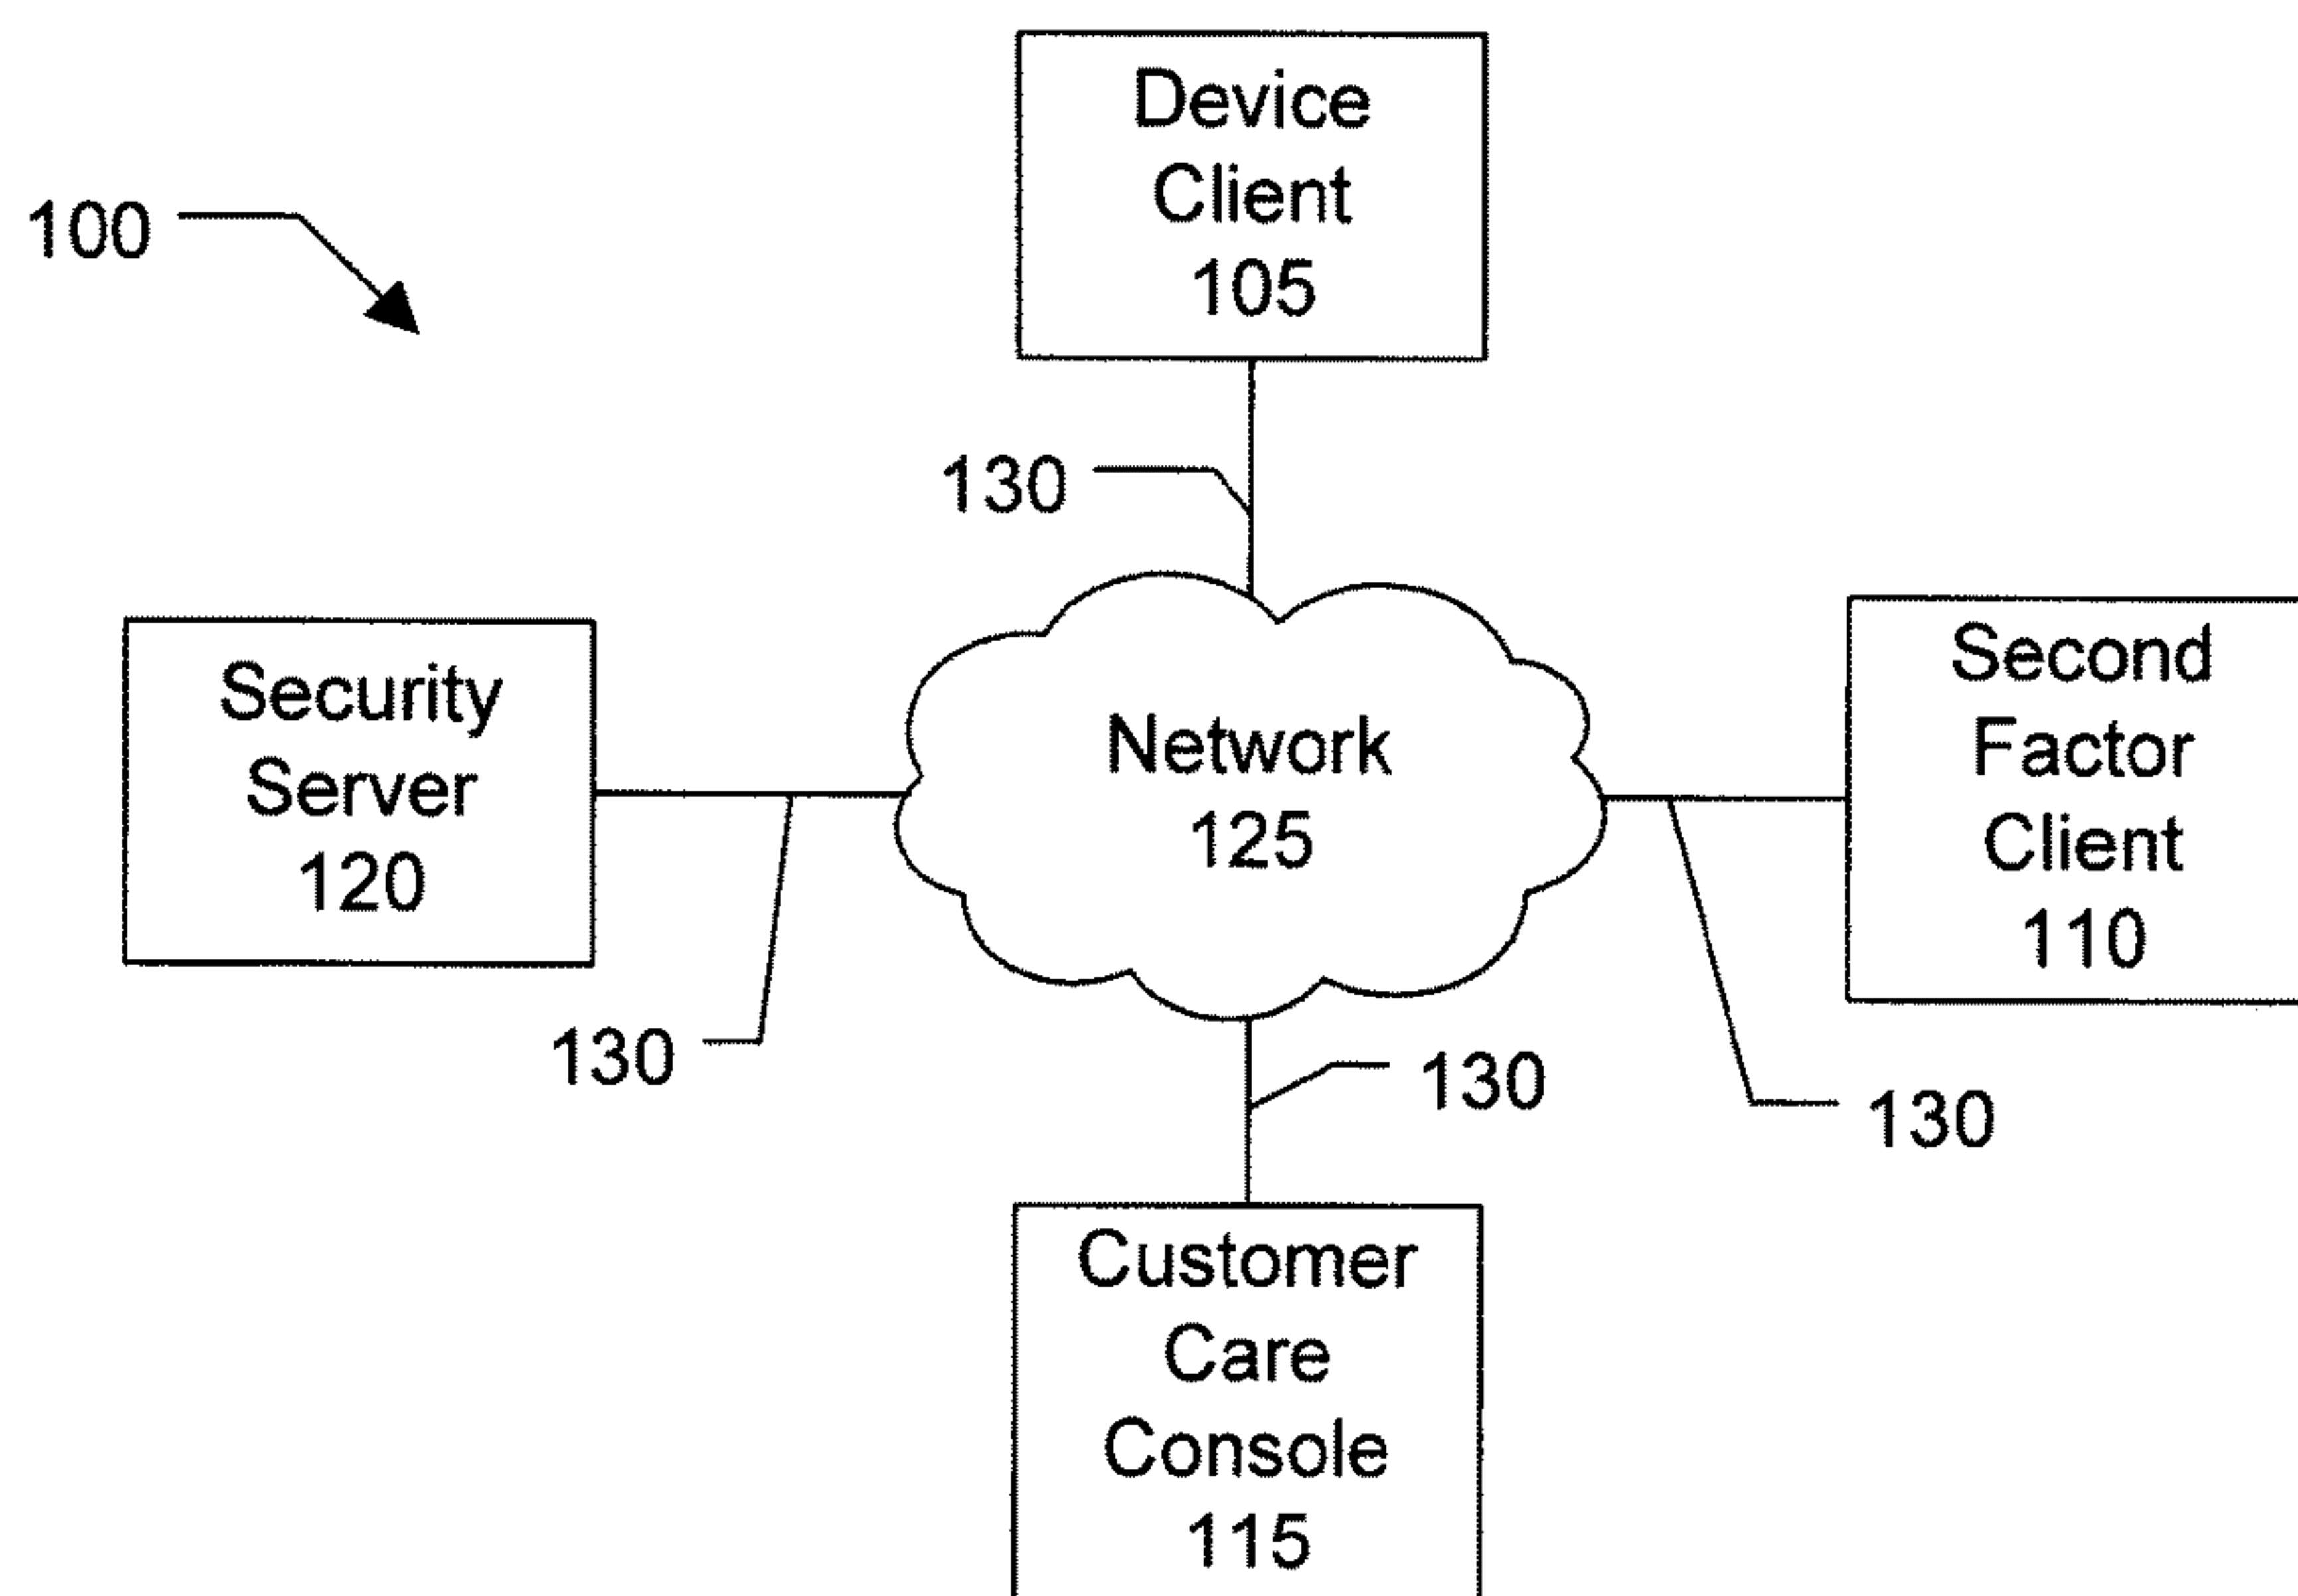 Device
Client
105
100
130
Security
Server
120
Network
125
Second
Factor
Client
110
130
130
130
Customer
Care
Console
115